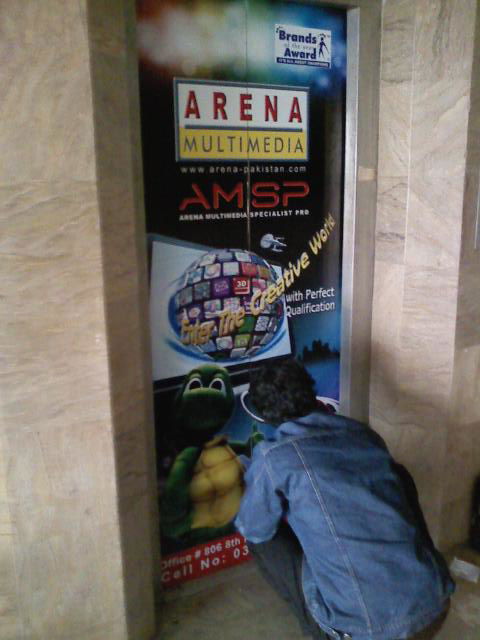 Brands
of the year
Award
ARENA
MULTIMEDIA
www.arena-pakistan.com
AMSP
ARENA MULTIMEDIA SPECIALIST PRO
Enter The Creative World
with Perfect
Qualification
3D
Office # 806 8th
Cell No: 03